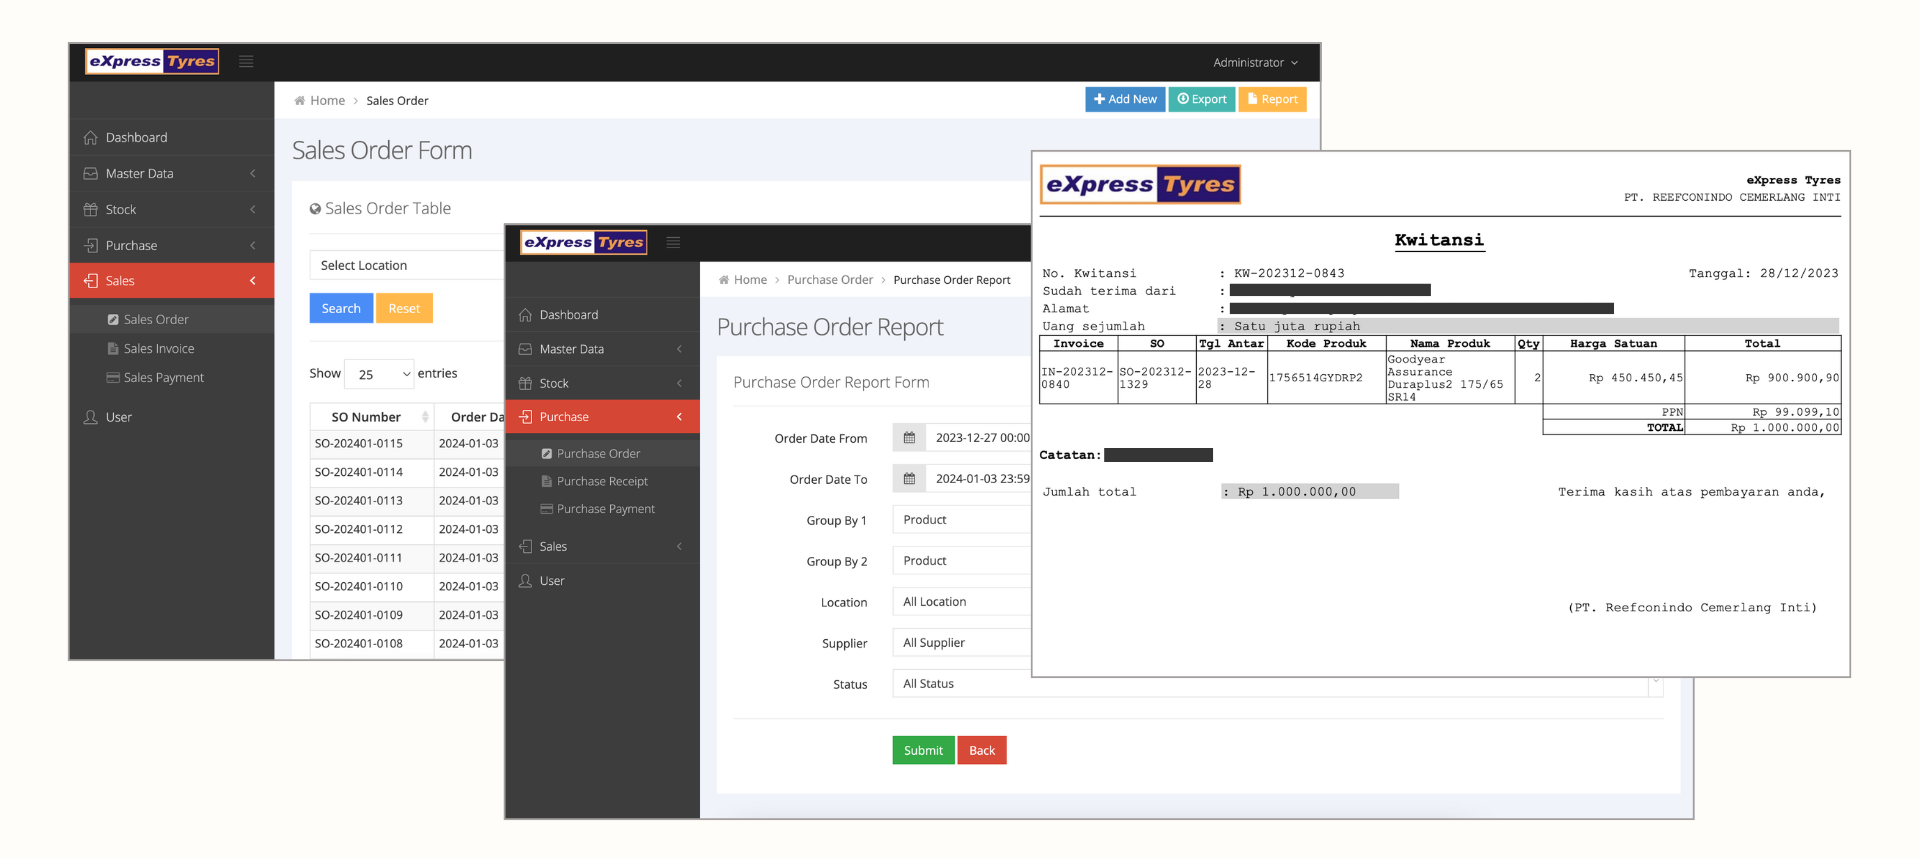 eXpress Tyres
Administrator
Home > Sales Order
Add New
Export
Report
Dashboard
Master Data
Stock
Purchase
Sales
Sales Order
Sales Invoice
Sales Payment
User
Sales Order Form
Sales Order Table
Select Location
Search
Reset
Show 25 entries
SO Number Order Da
SO-202401-0115 2024-01-03
SO-202401-0114 2024-01-03
SO-202401-0113 2024-01-03
SO-202401-0112 2024-01-03
SO-202401-0111 2024-01-03
SO-202401-0110 2024-01-03
SO-202401-0109 2024-01-03
SO-202401-0108 2024-01-03
eXpress Tyres
Home > Purchase Order > Purchase Order Report
Dashboard
Master Data
Stock
Purchase
Purchase Order
Purchase Receipt
Purchase Payment
Sales
User
Purchase Order Report
Purchase Order Report Form
Order Date From 2023-12-27 00:00
Order Date To 2024-01-03 23:59
Group By 1 Product
Group By 2 Product
Location All Location
Supplier All Supplier
Status All Status
Submit
Back
eXpress Tyres
eXpress Tyres
PT. REEFCONINDO CEMERLANG INTI
Kwitansi
No. Kwitansi : KW-202312-0843 Tanggal: 28/12/2023
Sudah terima dari :
Alamat :
Uang sejumlah : Satu juta rupiah
Invoice SO Tgl Antar Kode Produk Nama Produk Qty Harga Satuan Total
IN-202312-0840 SO-202312-1329 2023-12-28 1756514GYDRP2 Goodyear Assurance Duraplus2 175/65 SR14 2 Rp 450.450,45 Rp 900.900,90
PPN Rp 99.099,10
TOTAL Rp 1.000.000,00
Catatan:
Jumlah total : Rp 1.000.000,00 Terima kasih atas pembayaran anda,
(PT. Reefconindo Cemerlang Inti)